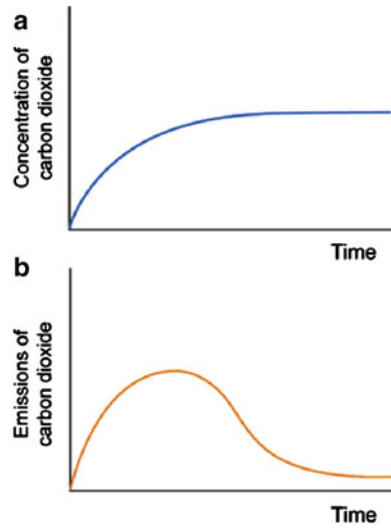 a
Concentration of
carbon dioxide
Time
b
Emissions of
carbon dioxide
Time